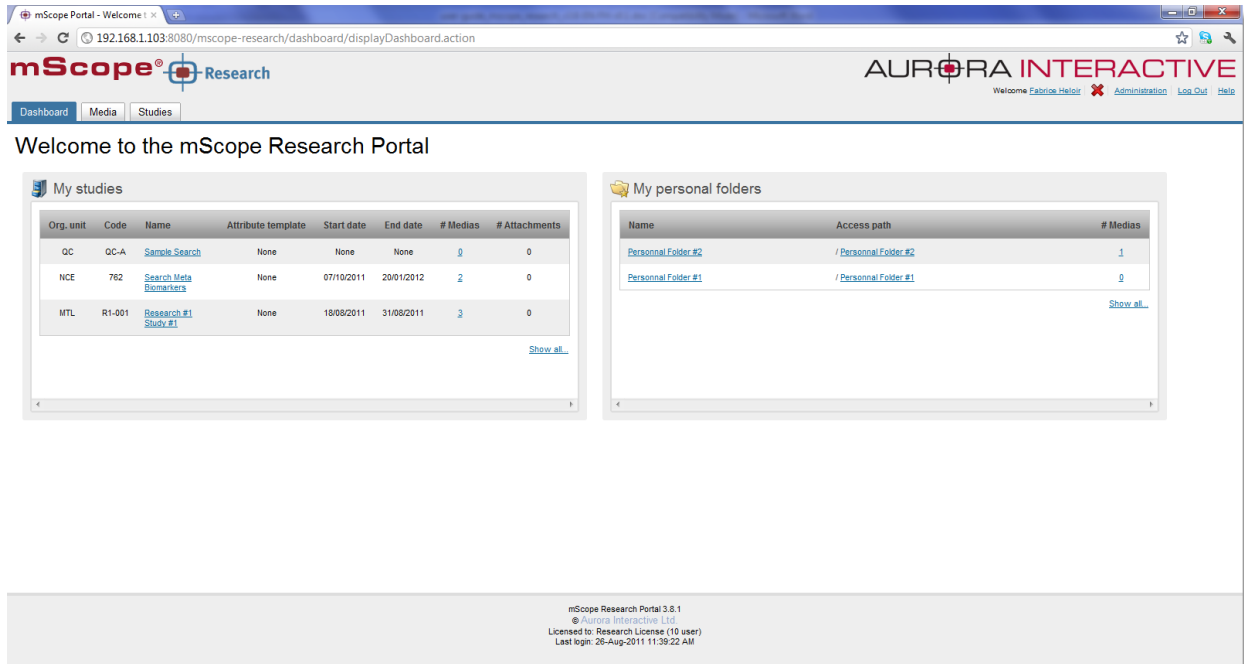 mScope Portal - Welcome t
192.168.1.103:8080/mscope-research/dashboard/displayDashboard.action
mScope® Research
AURORA INTERACTIVE
Welcome Fabrice Heloir Administration Log Out Help
Dashboard Media Studies
Welcome to the mScope Research Portal
My studies
Org. unit Code Name Attribute template Start date End date # Medias # Attachments
QC QC-A Sample Search None None None 0 0
NCE 762 Search Meta Biomarkers None 07/10/2011 20/01/2012 2 0
MTL R1-001 Research #1 Study #1 None 18/08/2011 31/08/2011 3 0
Show all...
My personal folders
Name Access path # Medias
Personnal Folder #2 / Personnal Folder #2 1
Personnal Folder #1 / Personnal Folder #1 0
Show all...
mScope Research Portal 3.8.1
© Aurora Interactive Ltd.
Licensed to: Research License (10 user)
Last login: 26-Aug-2011 11:39:22 AM